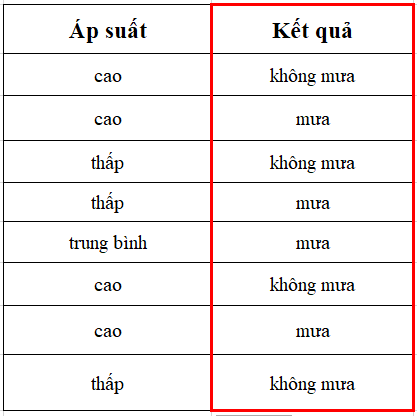 Áp suất Kết quả
cao không mưa
cao mưa
thấp không mưa
thấp mưa
trung bình mưa
cao không mưa
cao mưa
thấp không mưa